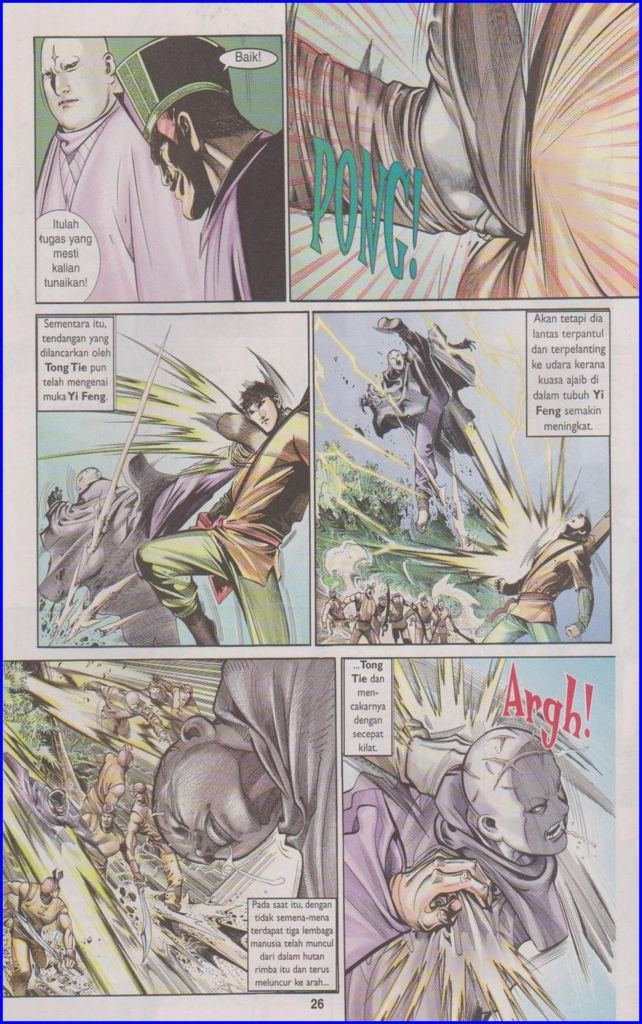 Baik!
Itulah
tugas yang
mesti
kalian
tunaikan!
PONG!
Sementara itu,
tendangan yang
dilancarkan oleh
Tong Tie pun
telah mengenai
muka Yi Feng.
Akan tetapi dia
lantas terpantul
dan terpelanting
ke udara kerana
kuasa ajaib di
dalam tubuh Yi
Feng semakin
meningkat.
Pada saat itu, dengan
tidak semena-mena
terdapat tiga lembaga
manusia telah muncul
dari dalam hutan
rimba itu dan terus
meluncur ke arah...
...Tong
Tie dan
men-
cakarnya
dengan
secepat
kilat.
Argh!
26